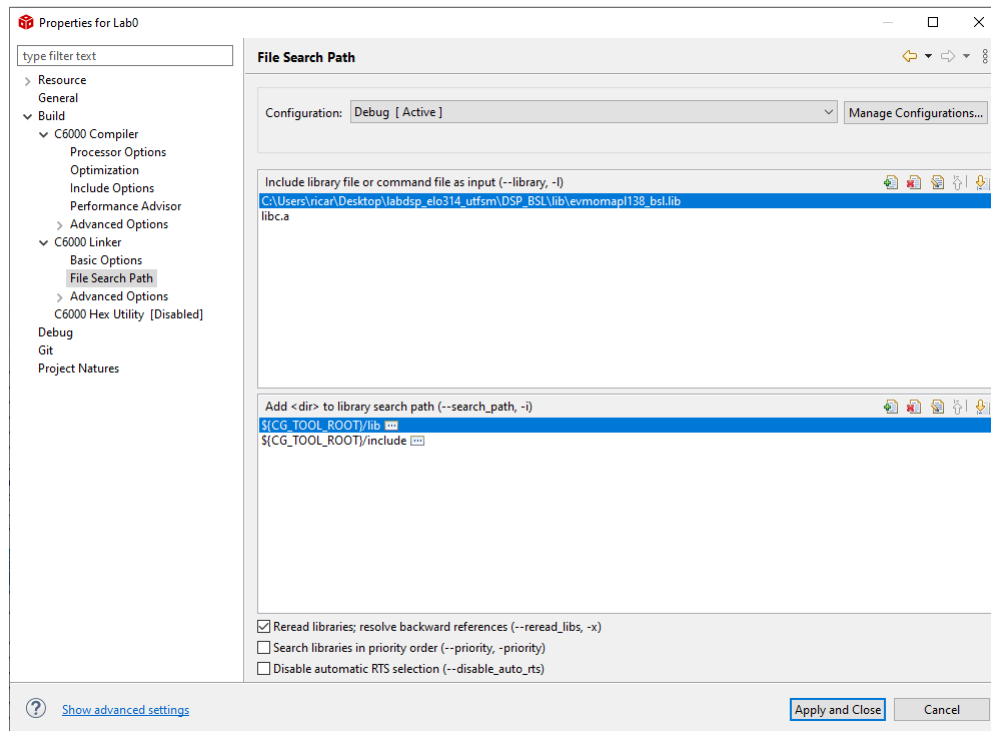 Properties for Lab0
type filter text
Resource
General
Build
C6000 Compiler
Processor Options
Optimization
Include Options
Performance Advisor
Advanced Options
C6000 Linker
Basic Options
File Search Path
Advanced Options
C6000 Hex Utility [Disabled]
Debug
Git
Project Natures
File Search Path
Configuration: Debug [ Active ] Manage Configurations...
Include library file or command file as input (--library, -l)
C:\Users\ricar\Desktop\labdsp_elo314_utfsm\DSP_BSL\lib\evmomapl138_bsl.lib
libc.a
Add <dir> to library search path (--search_path, -i)
${CG_TOOL_ROOT}/lib
${CG_TOOL_ROOT}/include
Reread libraries; resolve backward references (--reread_libs, -x)
Search libraries in priority order (--priority, -priority)
Disable automatic RTS selection (--disable_auto_rts)
Show advanced settings
Apply and Close Cancel